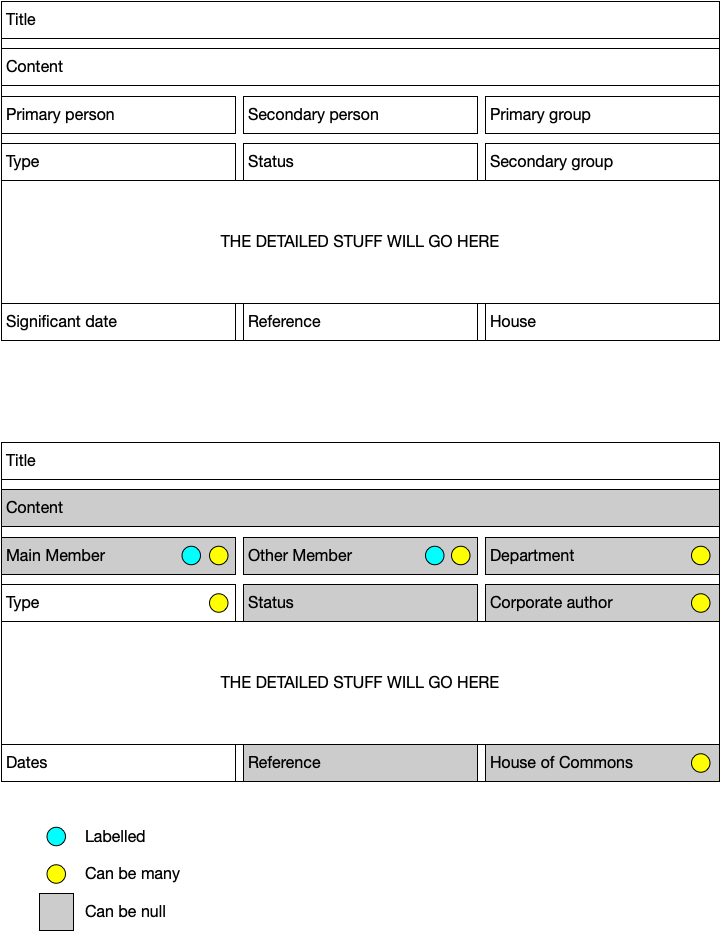 Title
Content
Primary person Secondary person Primary group
Type Status Secondary group
THE DETAILED STUFF WILL GO HERE
Significant date Reference House
Title
Content
Main Member Other Member Department
Type Status Corporate author
THE DETAILED STUFF WILL GO HERE
Dates Reference House of Commons
Labelled
Can be many
Can be null